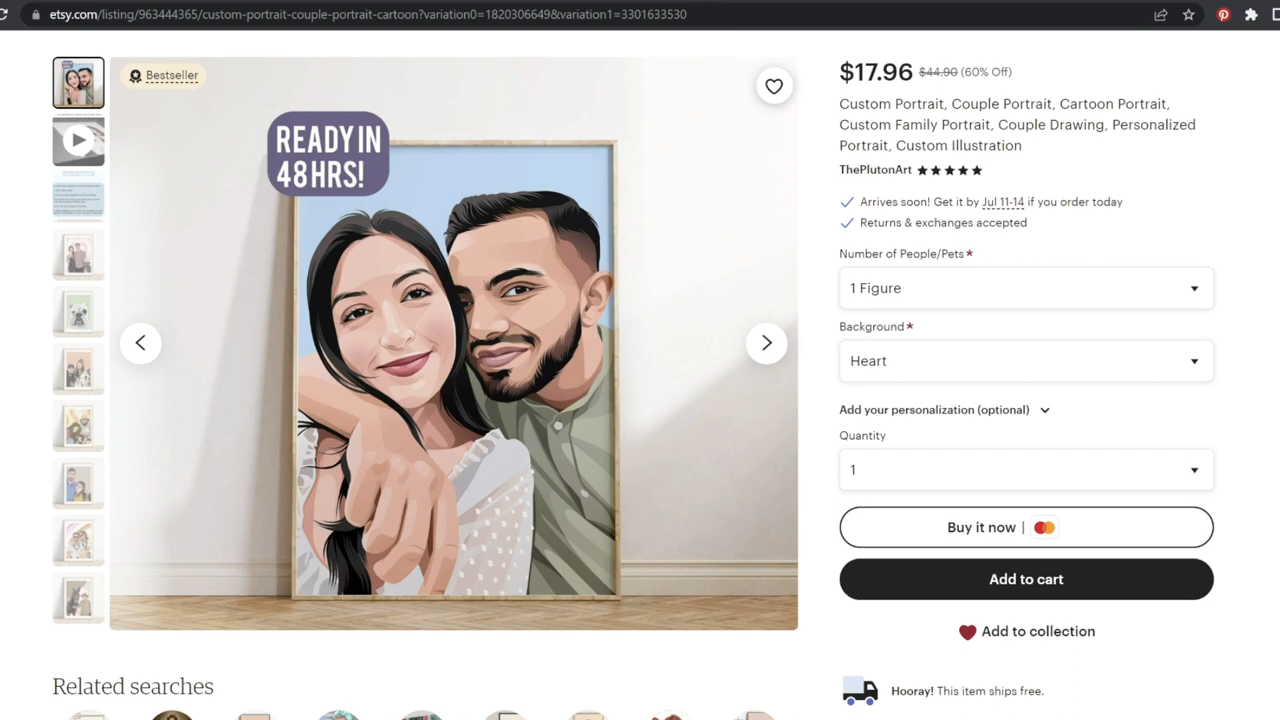 etsy.com/listing/963444365/custom-portrait-couple-portrait-cartoon?variation0=1820306649&variation1=3301633530
Bestseller
READY IN
48 HRS!
$17.96 $44.90 (60% Off)
Custom Portrait, Couple Portrait, Cartoon Portrait,
Custom Family Portrait, Couple Drawing, Personalized
Portrait, Custom Illustration
ThePlutonArt
Arrives soon! Get it by Jul 11-14 if you order today
Returns & exchanges accepted
Number of People/Pets*
1 Figure
Background*
Heart
Add your personalization (optional)
Quantity
1
Buy it now |
Add to cart
Add to collection
Hooray! This item ships free.
Related searches